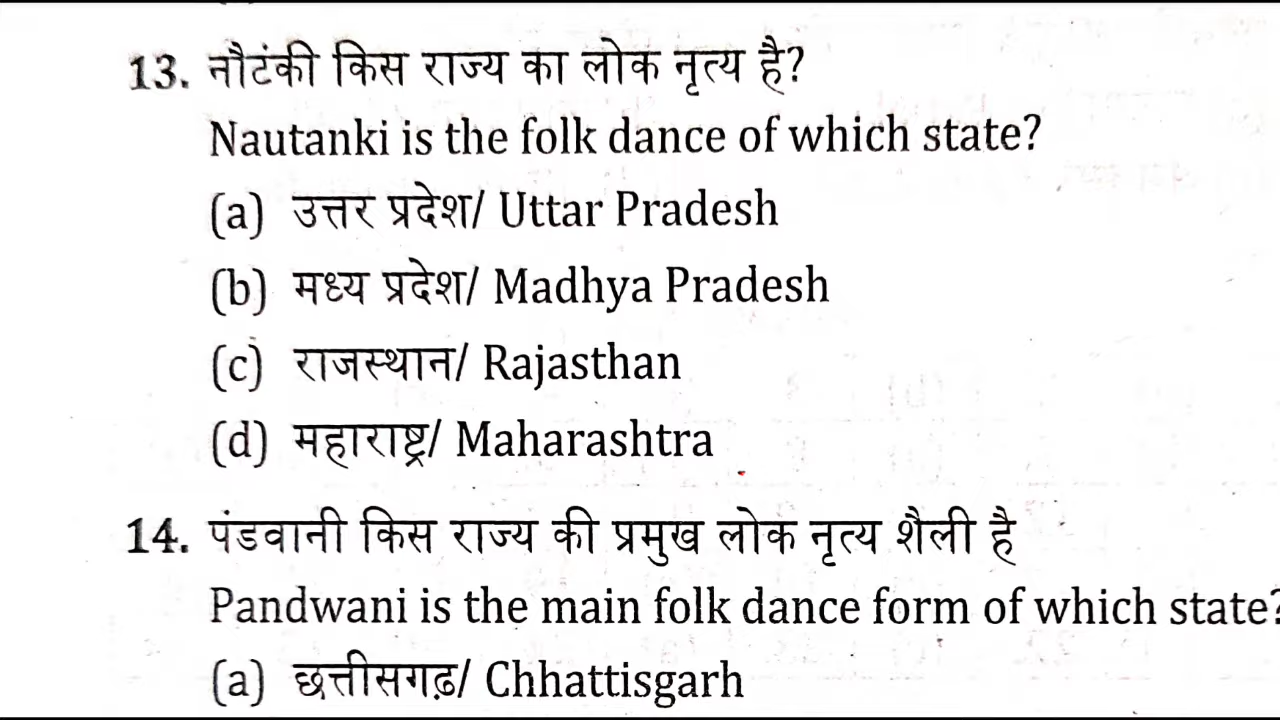 13. नौटंकी किस राज्य का लोक नृत्य है?
Nautanki is the folk dance of which state?
(a) उत्तर प्रदेश/ Uttar Pradesh
(b) मध्य प्रदेश/ Madhya Pradesh
(c) राजस्थान/ Rajasthan
(d) महाराष्ट्र/ Maharashtra
14. पंडवानी किस राज्य की प्रमुख लोक नृत्य शैली है
Pandwani is the main folk dance form of which state?
(a) छत्तीसगढ़/ Chhattisgarh